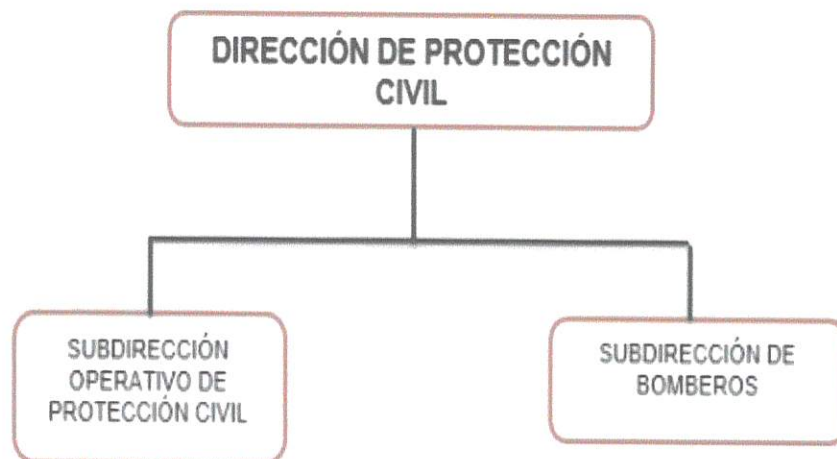 DIRECCIÓN DE PROTECCIÓN
CIVIL
SUBDIRECCIÓN
OPERATIVO DE
PROTECCIÓN CIVIL
SUBDIRECCIÓN DE
BOMBEROS